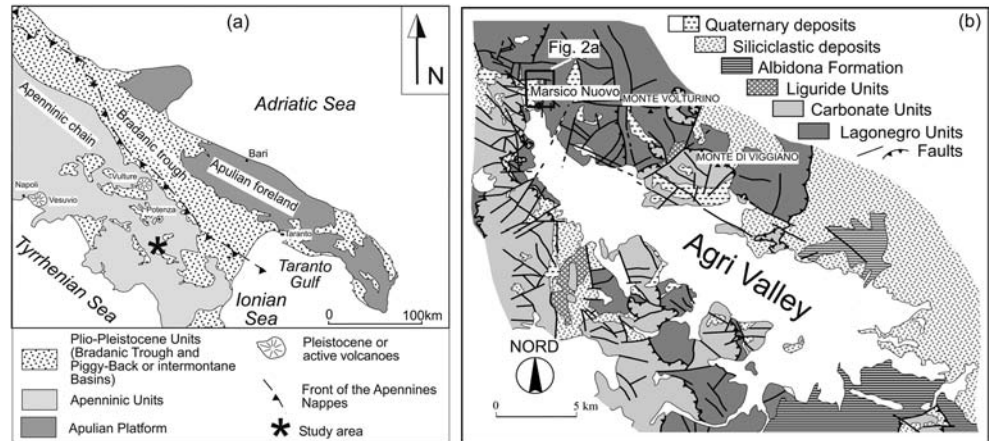 (a)
N
Adriatic Sea
Apenninic chain
Bradanic trough
Bari
Apulian foreland
Vulture
Napoli
Vesuvio
Potenza
Taranto
Tyrrhenian Sea
Taranto
Gulf
Ionian
Sea
0 100km
Plio-Pleistocene Units
(Bradanic Trough and
Piggy-Back or intermontane
Basins)
Apenninic Units
Apulian Platform
Pleistocene or
active volcanoes
Front of the Apennines
Nappes
Study area
(b)
Quaternary deposits
Siliciclastic deposits
Albidona Formation
Liguride Units
Carbonate Units
Lagonegro Units
Faults
Fig. 2a
Marsico Nuovo
MONTE VOLTURINO
MONTE DI VIGGIANO
Agri Valley
NORD
0 5 km